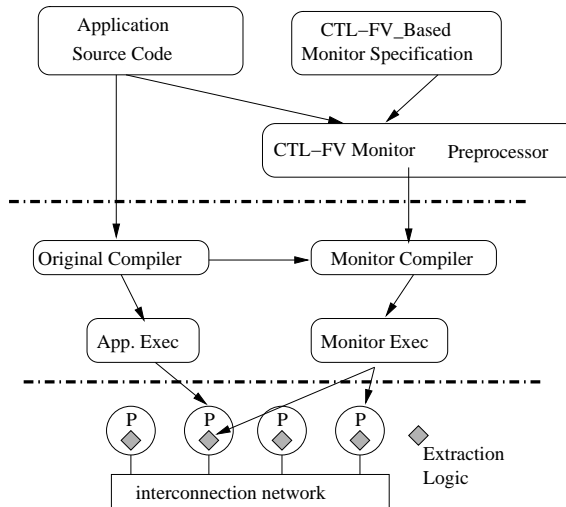 Application
Source Code
CTL−FV_Based
Monitor Specification
CTL−FV Monitor Preprocessor
Original Compiler
Monitor Compiler
App. Exec
Monitor Exec
P P P P
Extraction
Logic
interconnection network